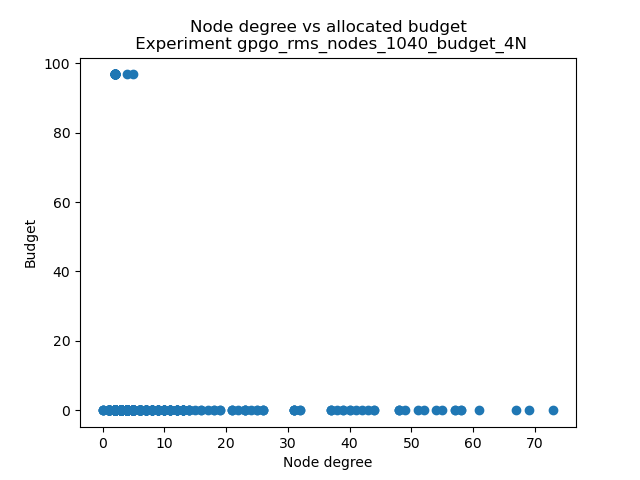 Node degree vs allocated budget
Experiment gpgo_rms_nodes_1040_budget_4N
100
80
60
40
20
0
Budget
0 10 20 30 40 50 60 70
Node degree